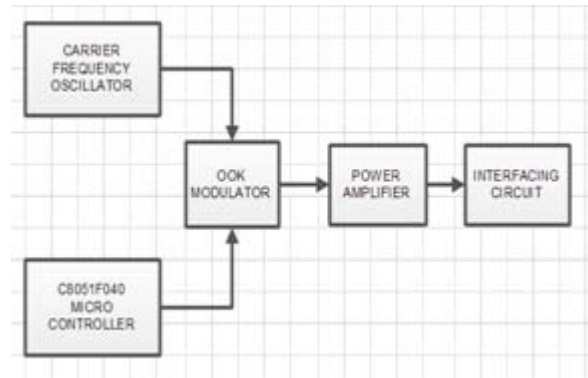 CARRIER
FREQUENCY
OSCILLATOR
OOK
MODULATOR
POWER
AMPLIFIER
INTERFACING
CIRCUIT
C8051F040
MICRO
CONTROLLER